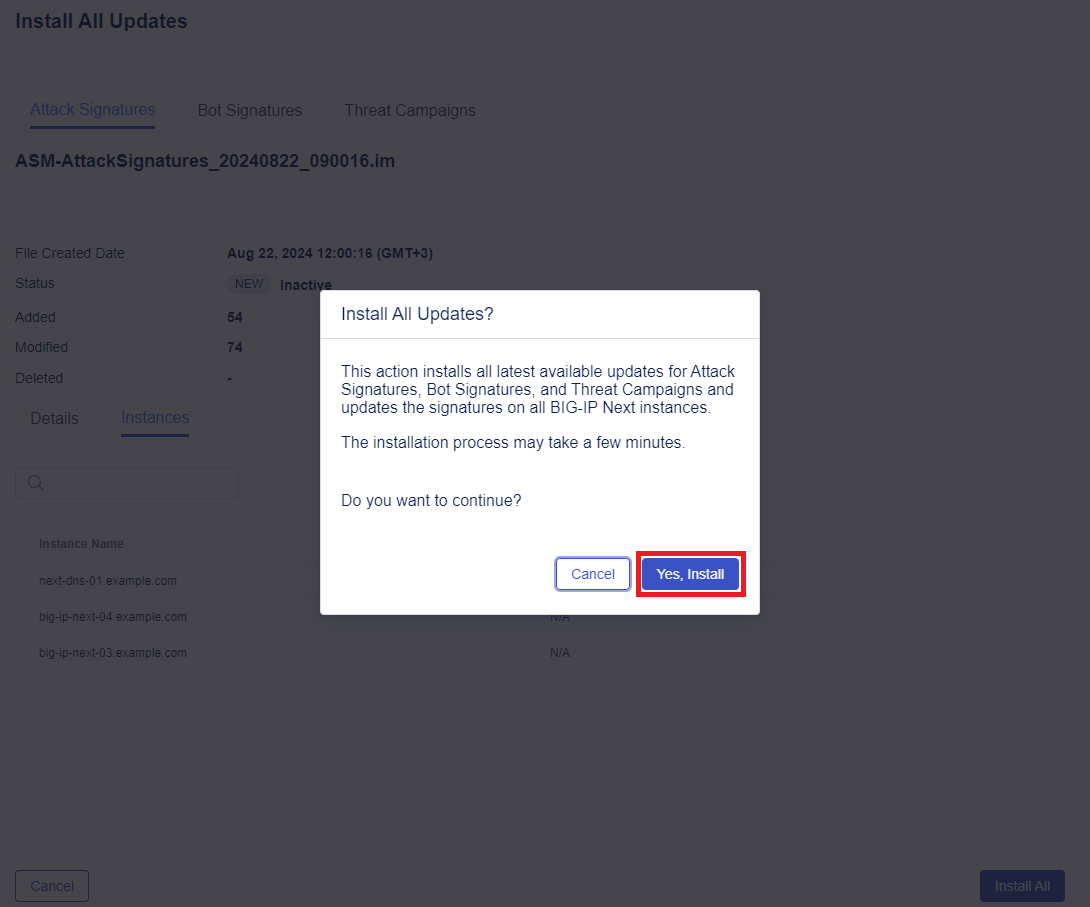 Install All Updates
Attack Signatures Bot Signatures Threat Campaigns
ASM-AttackSignatures_20240822_090016.im
File Created Date Aug 22, 2024 12:00:16 (GMT+3)
Status NEW Inactive
Added 54
Modified 74
Deleted -
Details Instances
Install All Updates?
This action installs all latest available updates for Attack
Signatures, Bot Signatures, and Threat Campaigns and
updates the signatures on all BIG-IP Next instances.
The installation process may take a few minutes.
Do you want to continue?
Cancel Yes, Install
Instance Name
next-dns-01.example.com
big-ip-next-04.example.com N/A
big-ip-next-03.example.com N/A
Cancel Install All